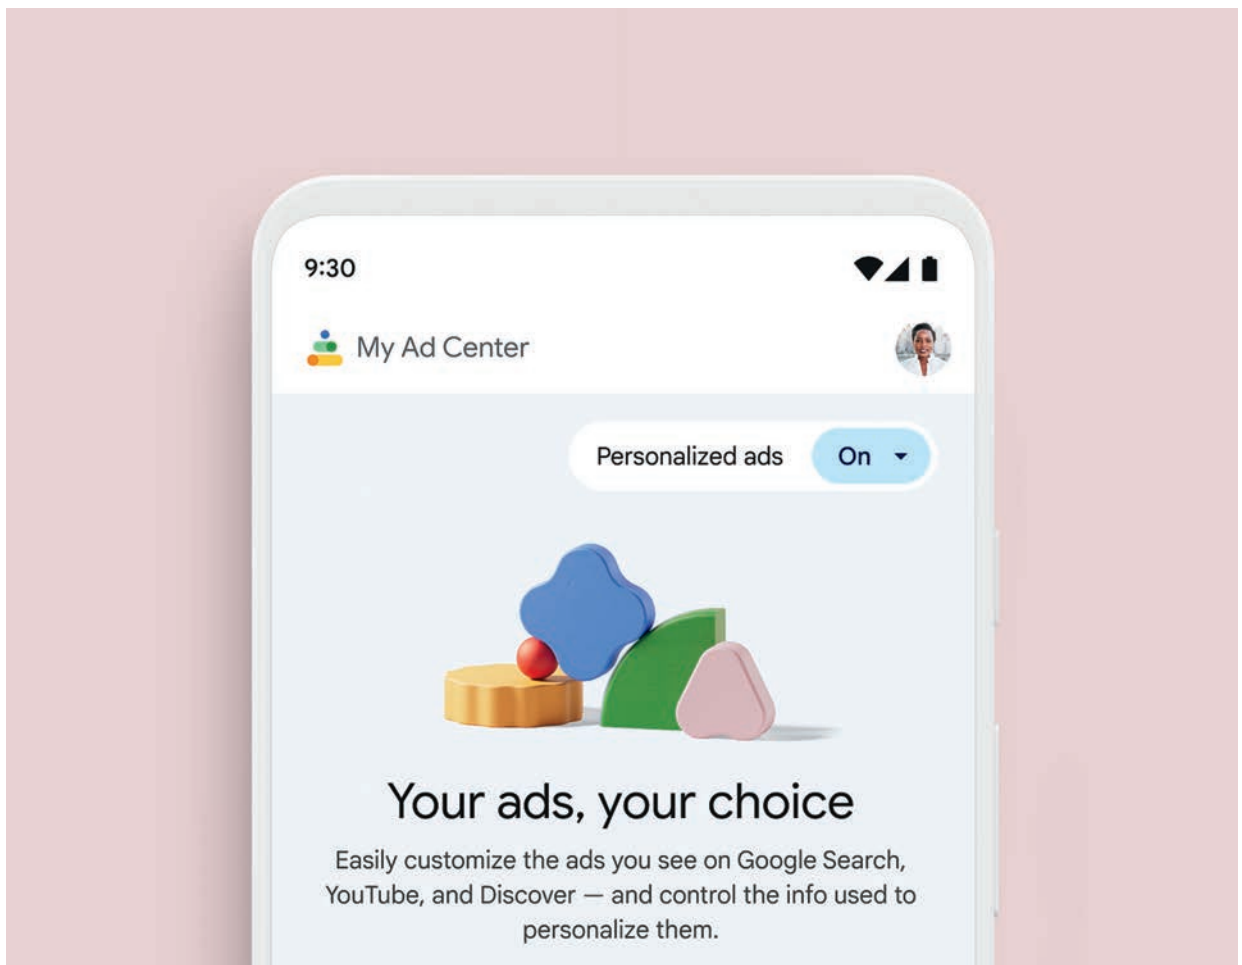 9:30
My Ad Center
Personalized ads On
Your ads, your choice
Easily customize the ads you see on Google Search,
YouTube, and Discover — and control the info used to
personalize them.